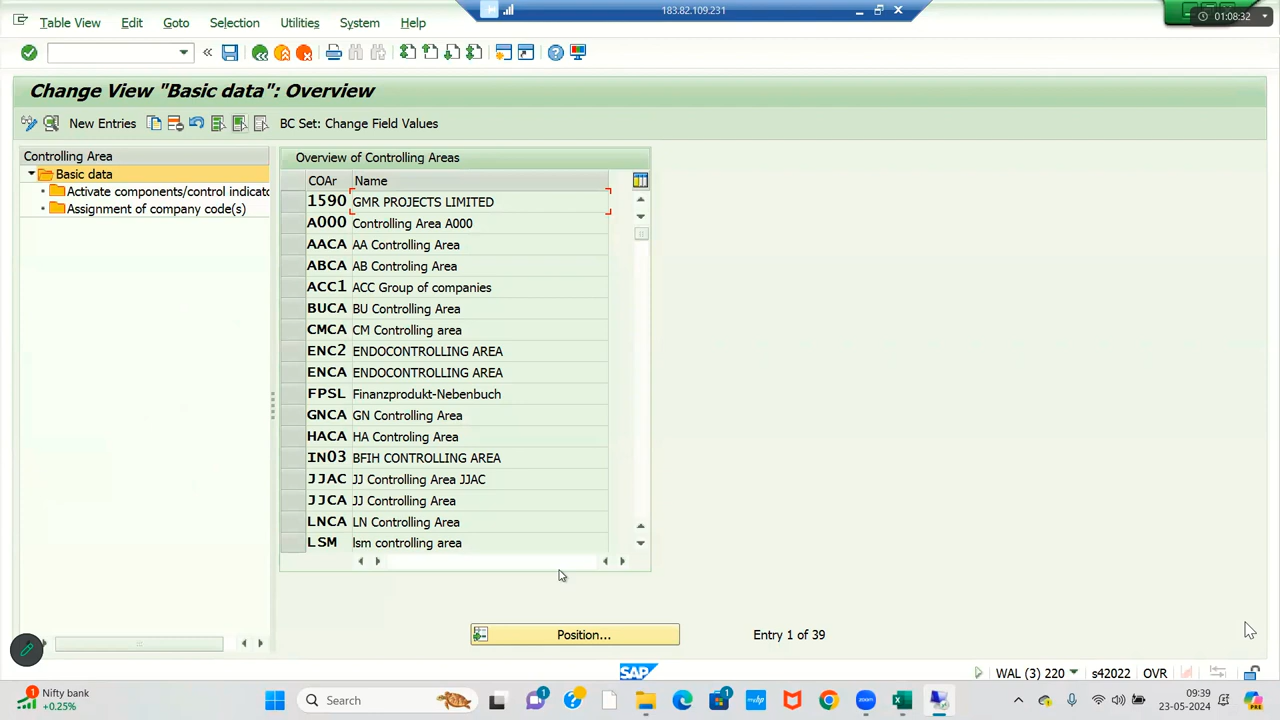 183.82.109.231
01:08:32
Table View Edit Goto Selection Utilities System Help
Change View "Basic data": Overview
New Entries BC Set: Change Field Values
Controlling Area
Basic data
Activate components/control indicato
Assignment of company code(s)
Overview of Controlling Areas
COAr Name
1590 GMR PROJECTS LIMITED
A000 Controlling Area A000
AACA AA Controlling Area
ABCA AB Controling Area
ACC1 ACC Group of companies
BUCA BU Controlling Area
CMCA CM Controlling area
ENC2 ENDOCONTROLLING AREA
ENCA ENDOCONTROLLING AREA
FPSL Finanzprodukt-Nebenbuch
GNCA GN Controlling Area
HACA HA Controling Area
IN03 BFIH CONTROLLING AREA
JJAC JJ Controlling Area JJAC
JJCA JJ Controlling Area
LNCA LN Controlling Area
LSM lsm controlling area
Position... Entry 1 of 39
SAP WAL (3) 220 s42022 OVR
Nifty bank
+0.25%
1
Search
1
1
zoom
09:39
23-05-2024
PRE